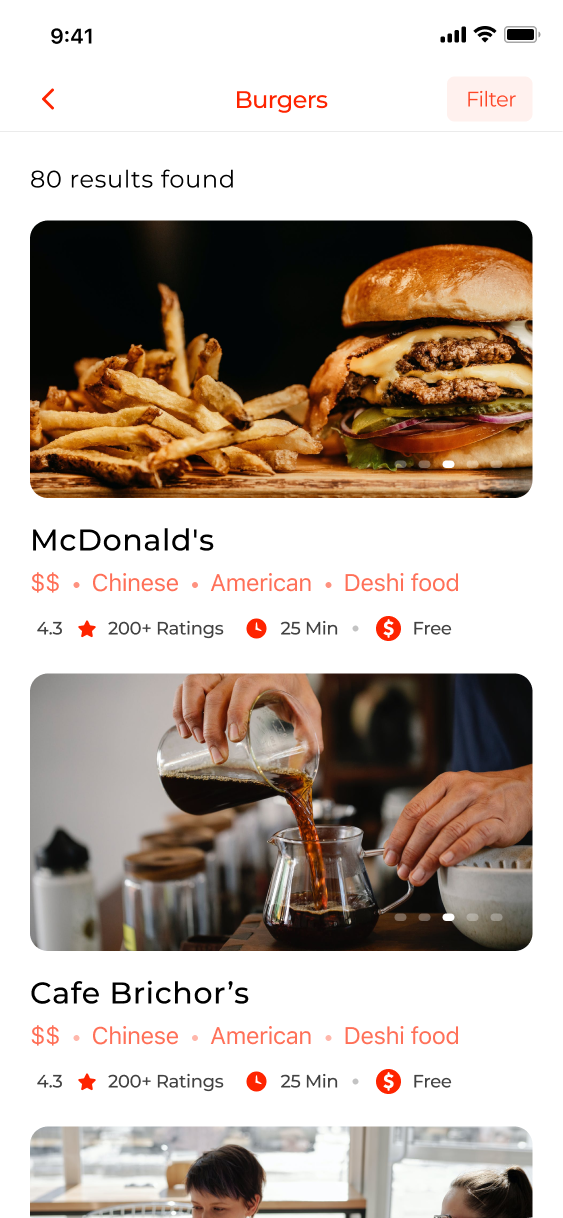 9:41
Burgers
Filter
80 results found
McDonald's
$$ • Chinese • American • Deshi food
4.3 200+ Ratings 25 Min • $ Free
Cafe Brichor’s
$$ • Chinese • American • Deshi food
4.3 200+ Ratings 25 Min • $ Free